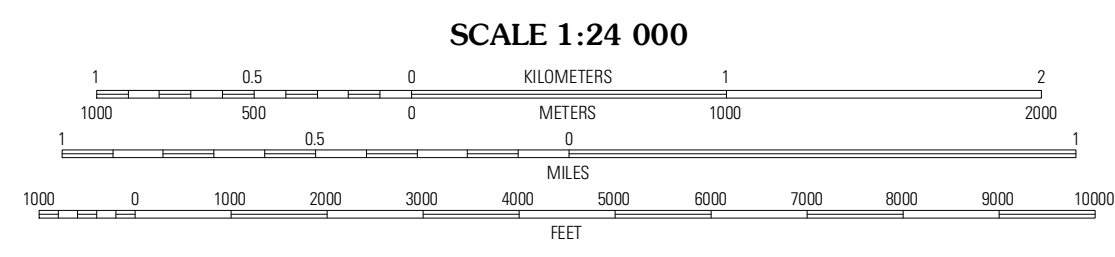 SCALE 1:24 000
1 0.5 0 KILOMETERS 1 2
1000 500 0 METERS 1000 2000
1 0.5 0 1
MILES
1000 0 1000 2000 3000 4000 5000 6000 7000 8000 9000 10000
FEET